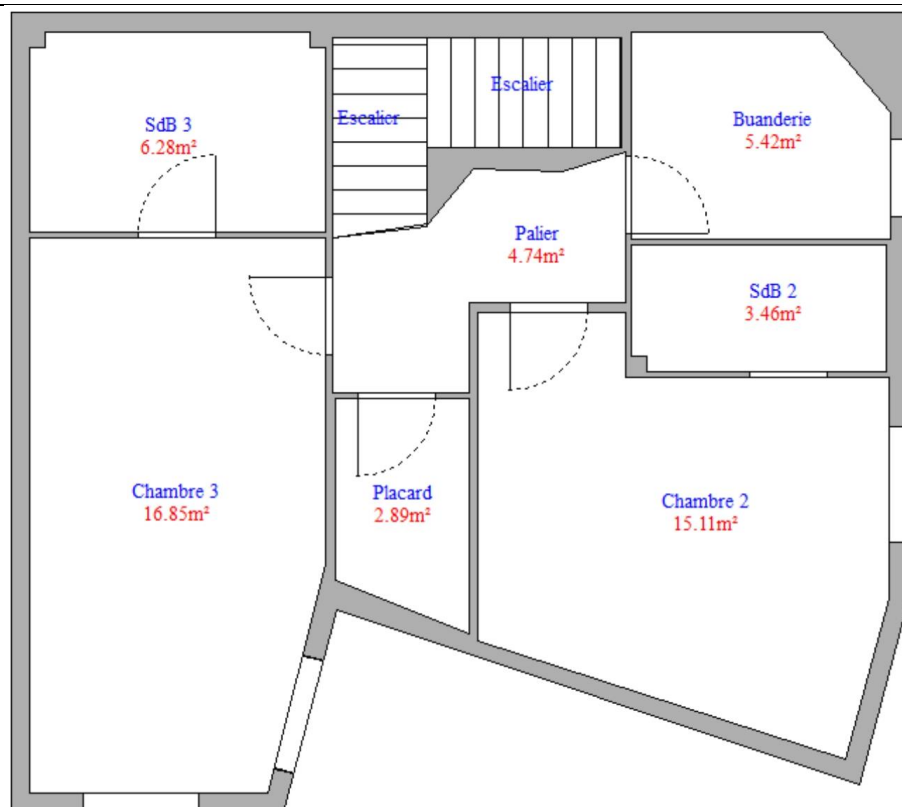 Escalier
Escalier
SdB 3
6.28m²
Buanderie
5.42m²
Palier
4.74m²
SdB 2
3.46m²
Chambre 3
16.85m²
Placard
2.89m²
Chambre 2
15.11m²